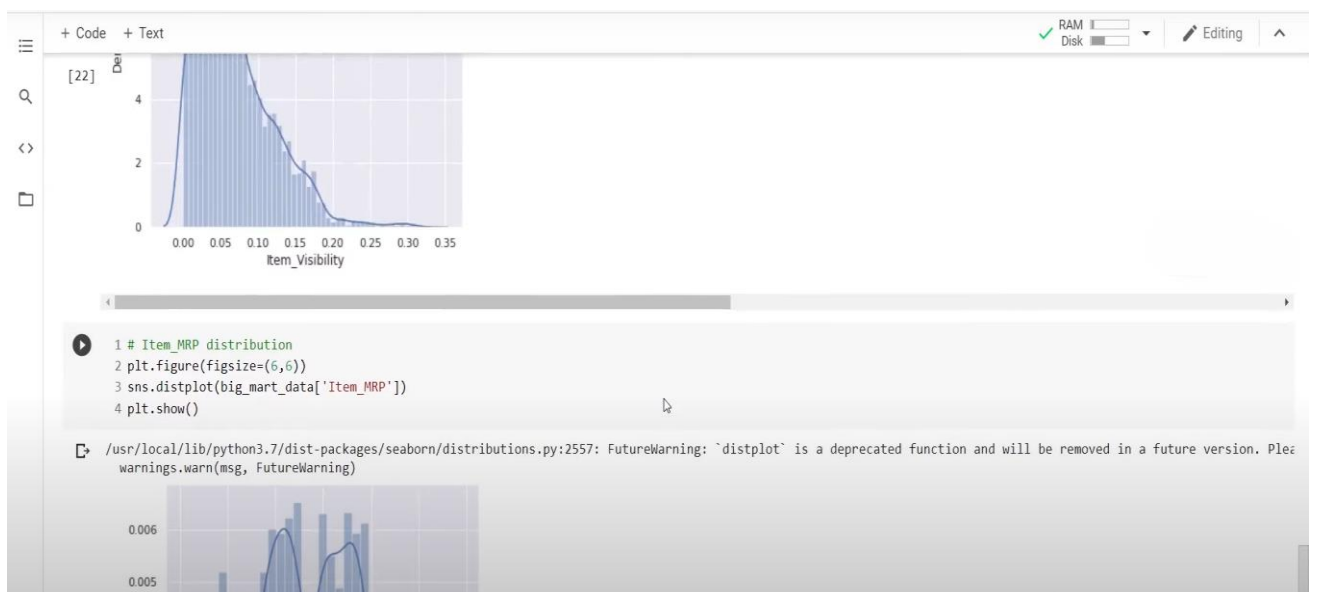 + Code + Text
RAM
Disk
Editing
[22]
4
2
0
0.00 0.05 0.10 0.15 0.20 0.25 0.30 0.35
Item_Visibility
1 # Item_MRP distribution
2 plt.figure(figsize=(6,6))
3 sns.distplot(big_mart_data['Item_MRP'])
4 plt.show()
/usr/local/lib/python3.7/dist-packages/seaborn/distributions.py:2557: FutureWarning: `distplot` is a deprecated function and will be removed in a future version. Plea
warnings.warn(msg, FutureWarning)
0.006
0.005